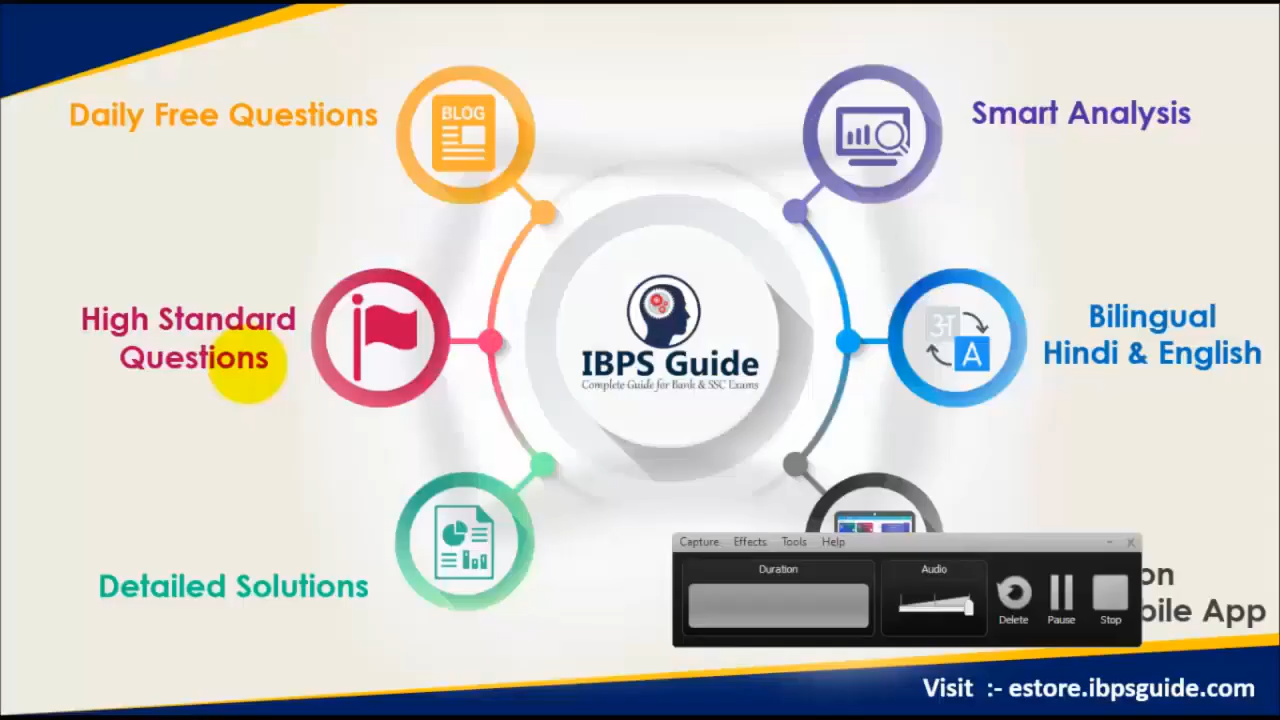 Daily Free Questions
BLOG
Smart Analysis
High Standard
Questions
IBPS Guide
Complete Guide for Bank & SSC Exams
अ
A
Bilingual
Hindi & English
Detailed Solutions
Capture Effects Tools Help
Duration
Audio
Delete Pause Stop
on
bile App
Visit :- estore.ibpsguide.com